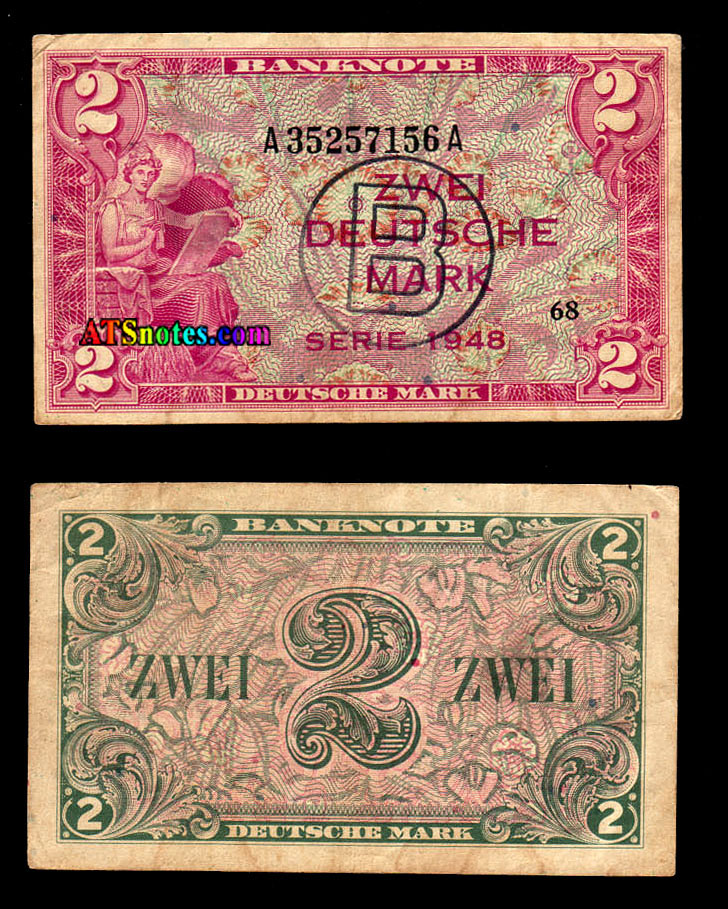 BANKNOTE
2 2
A 35257156 A
ZWEI
B
DEUTSCHE
MARK
68
ATSnotes.com
SERIE 1948
2 2
DEUTSCHE MARK
BANKNOTE
2 2
ZWEI 2 ZWEI
2 2
DEUTSCHE MARK